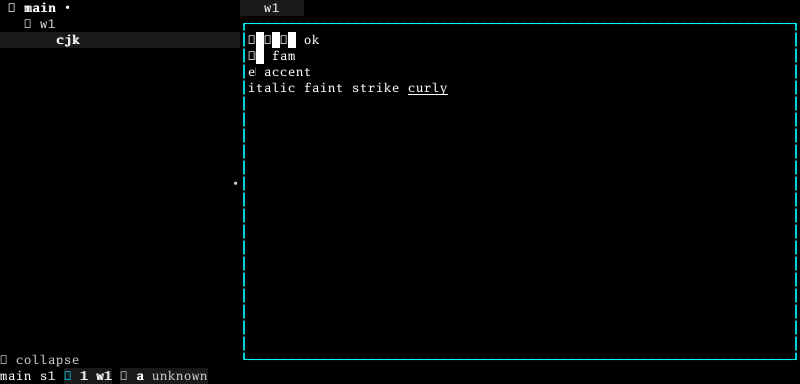 main •
w1
w1
cjk
ok
fam
e accent
italic faint strike curly
collapse
main s1 1 w1 a unknown